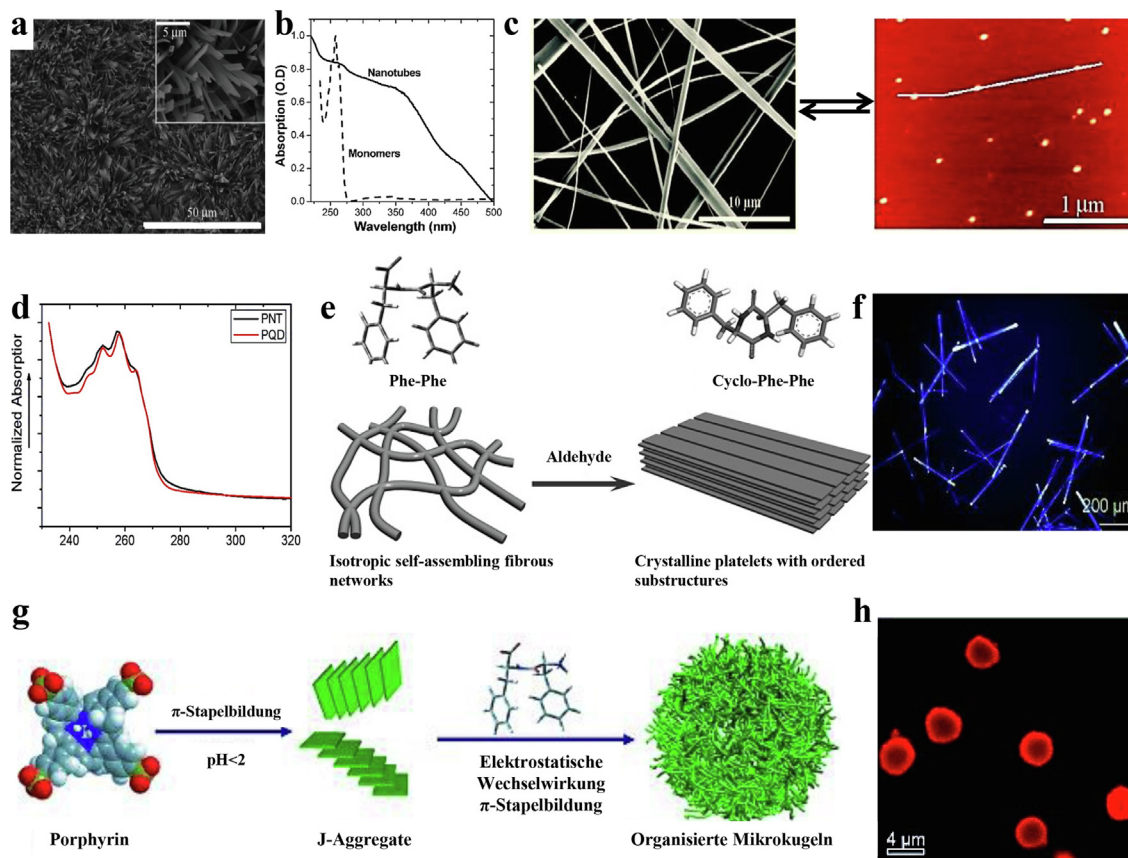 a
5 μm
50 μm
b
Absorption (O.D)
1.0
0.8
0.6
0.4
0.2
0.0
Nanotubes
Monomers
250
300
350
400
450
500
Wavelength (nm)
c
10 μm
1 μm
d
Normalized Absorptior
PNT
PQD
240
260
280
300
320
e
Phe-Phe
Cyclo-Phe-Phe
Aldehyde
Isotropic self-assembling fibrous
networks
Crystalline platelets with ordered
substructures
f
200 μm
g
π-Stapelbildung
pH<2
Elektrostatische
Wechselwirkung
π-Stapelbildung
Porphyrin
J-Aggregate
Organisierte Mikrokugeln
h
4 μm